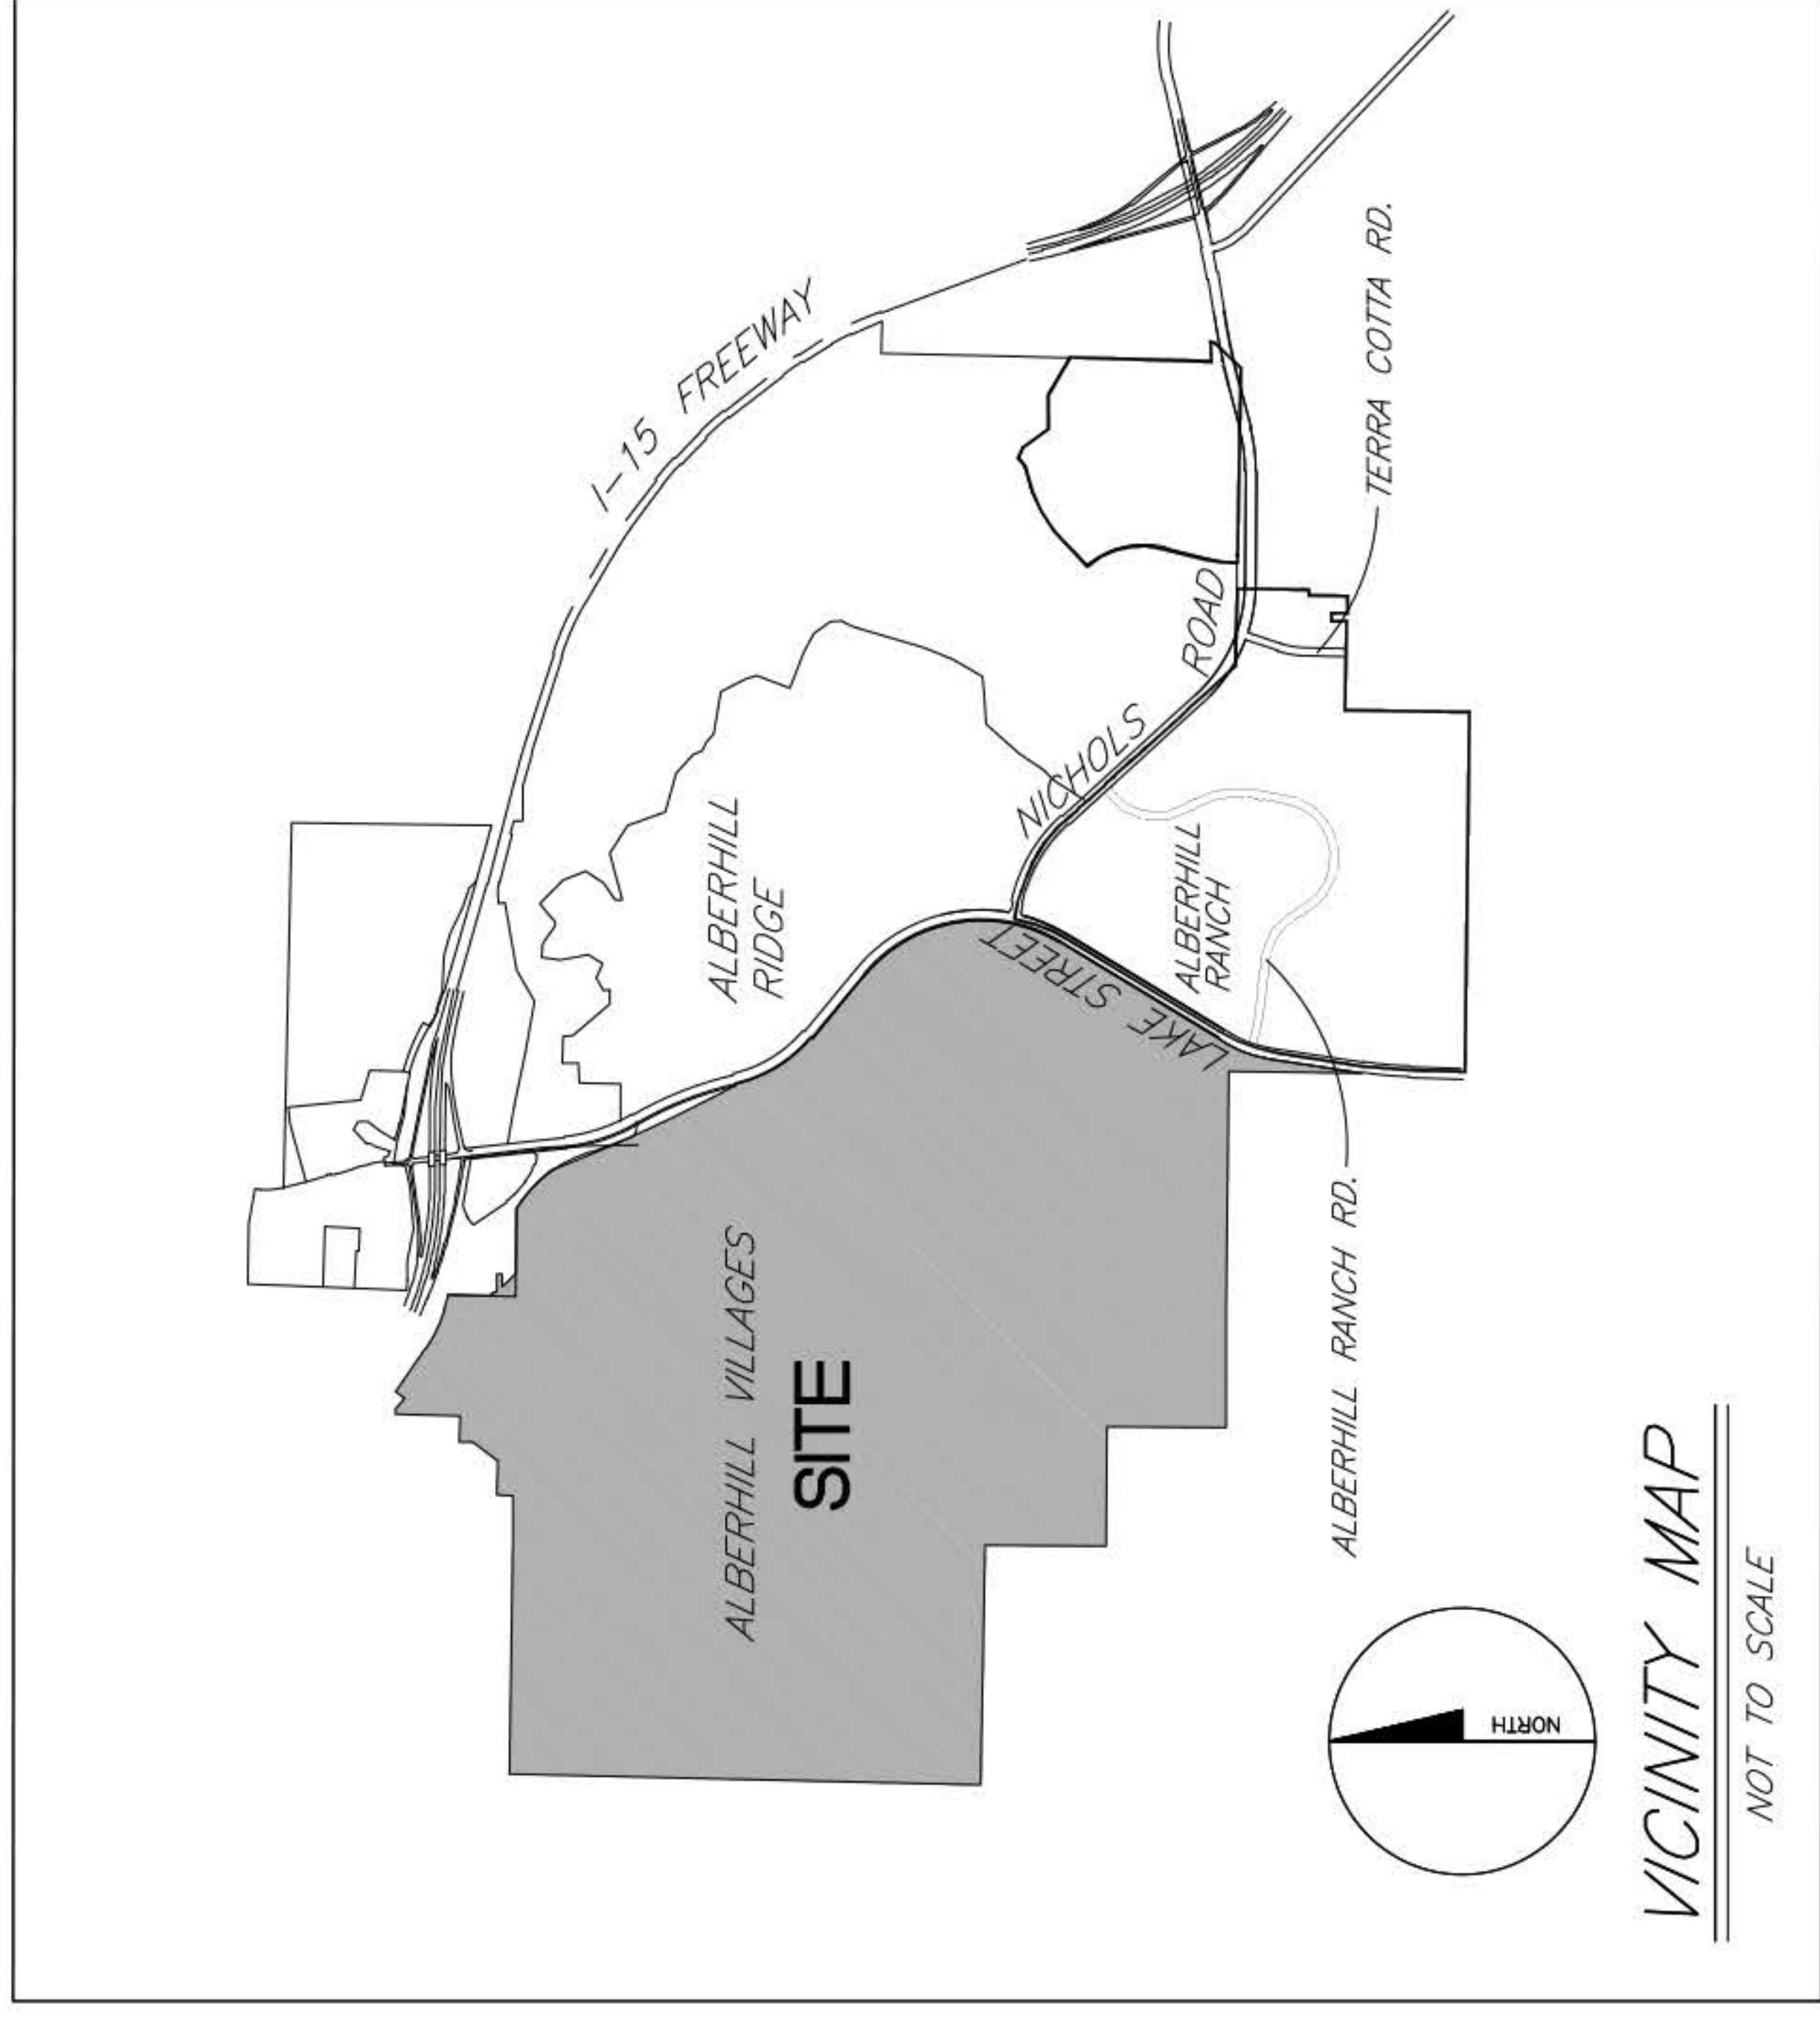 I-15 FREEWAY
ALBERHILL
RIDGE
NICHOLS ROAD
TERRA COTTA RD.
ALBERHILL
RANCH
LAKE STREET
ALBERHILL VILLAGES
SITE
ALBERHILL RANCH RD.
NORTH
VICINITY MAP
NOT TO SCALE